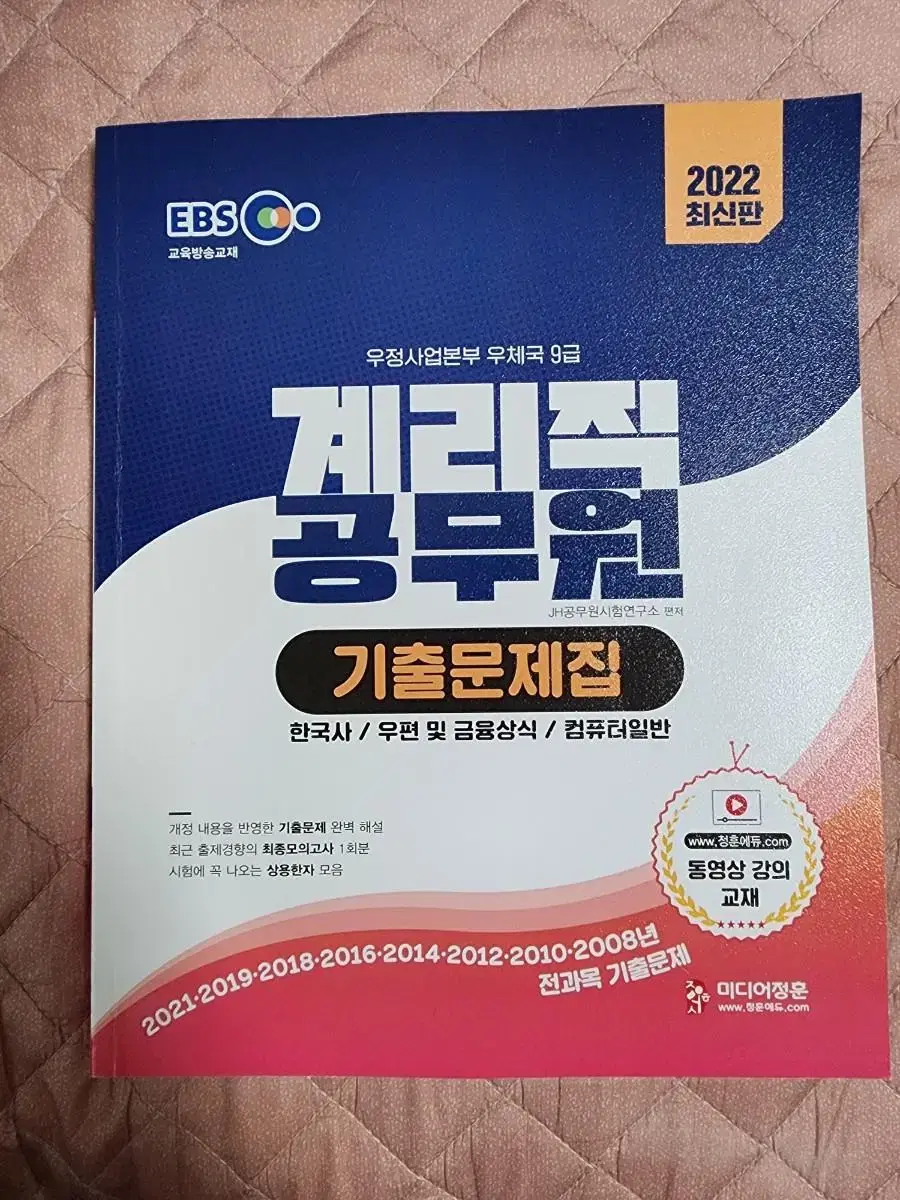 2022
최신판
EBS
교육방송교재
우정사업본부 우체국 9급
계리직
공무원
JH공무원시험연구소 편저
기출문제집
한국사 / 우편 및 금융상식 / 컴퓨터일반
개정 내용을 반영한 기출문제 완벽 해설
최근 출제경향의 최종모의고사 1회분
시험에 꼭 나오는 상용한자 모음
www.정훈에듀.com
동영상 강의
교재
2021·2019·2018·2016·2014·2012·2010·2008년
전과목 기출문제
미디어정훈
www.정훈에듀.com